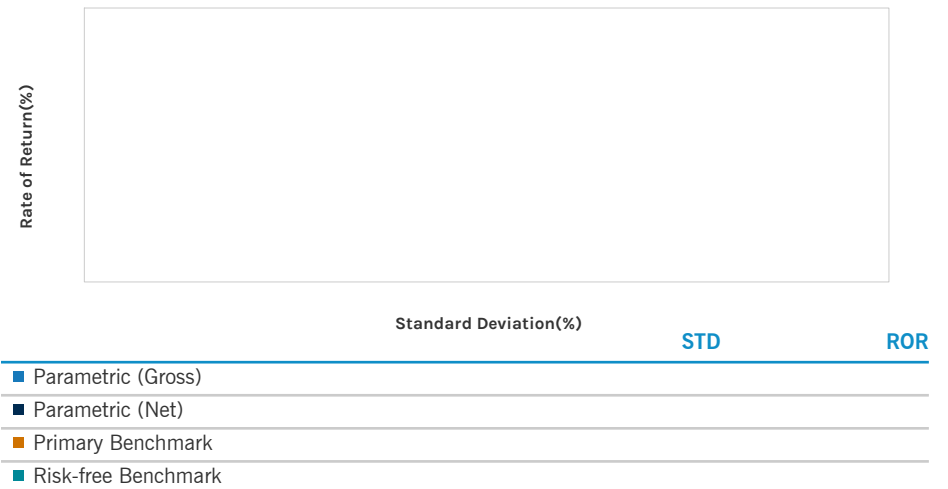 Rate of Return(%)
Standard Deviation(%)
STD ROR
Parametric (Gross)
Parametric (Net)
Primary Benchmark
Risk-free Benchmark